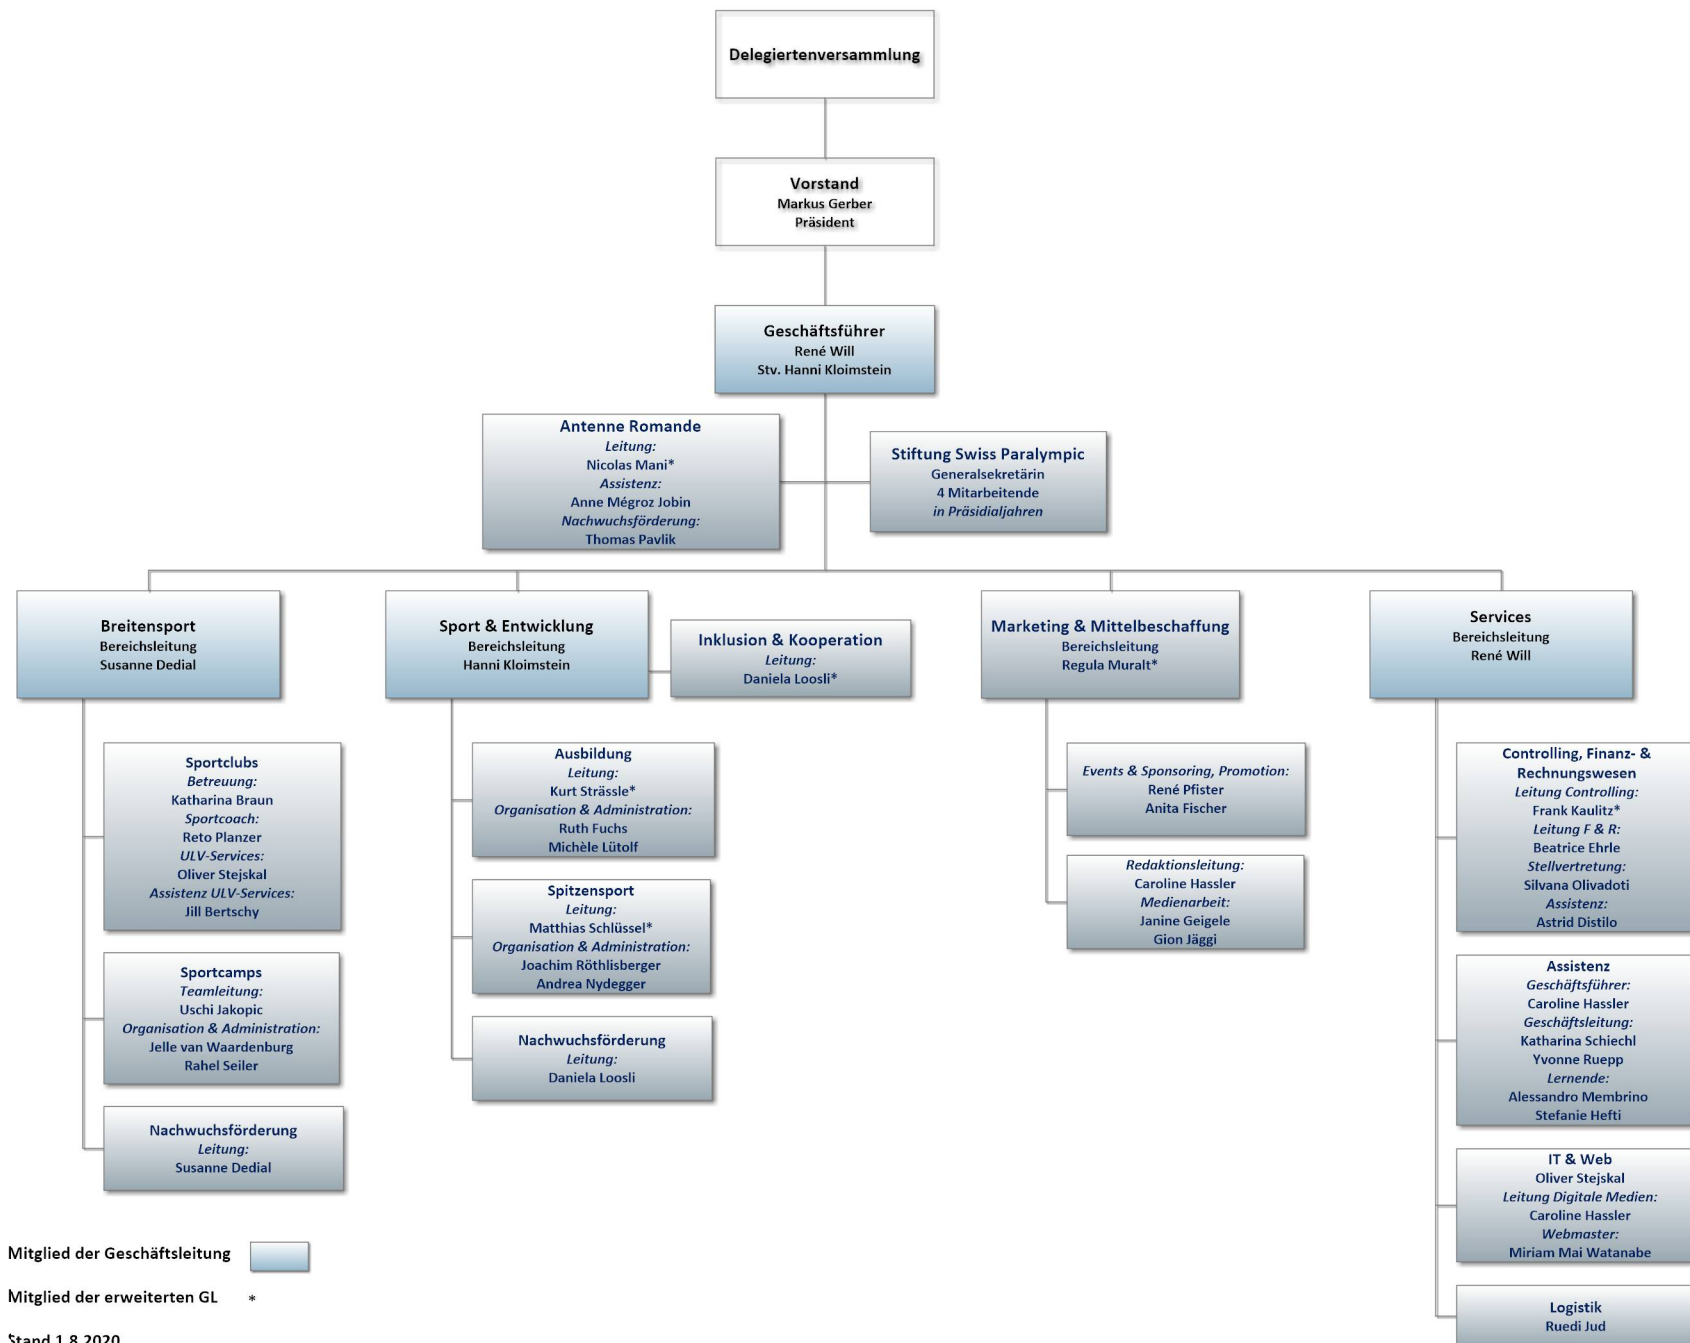 Delegiertenversammlung
Vorstand
Markus Gerber
Präsident
Geschäftsführer
René Will
Stv. Hanni Kloimstein
Antenne Romande
Leitung:
Nicolas Mani*
Assistenz:
Anne Mégroz Jobin
Nachwuchsförderung:
Thomas Pavlik
Stiftung Swiss Paralympic
Generalsekretärin
4 Mitarbeitende
in Präsidialjahren
Breitensport
Bereichsleitung
Susanne Dedial
Sport & Entwicklung
Bereichsleitung
Hanni Kloimstein
Inklusion & Kooperation
Leitung:
Daniela Loosli*
Marketing & Mittelbeschaffung
Bereichsleitung
Regula Muralt*
Services
Bereichsleitung
René Will
Sportclubs
Betreuung:
Katharina Braun
Sportcoach:
Reto Planzer
ULV-Services:
Oliver Stejskal
Assistenz ULV-Services:
Jill Bertschy
Sportcamps
Teamleitung:
Uschi Jakopic
Organisation & Administration:
Jelle van Waardenburg
Rahel Seiler
Nachwuchsförderung
Leitung:
Susanne Dedial
Ausbildung
Leitung:
Kurt Strässle*
Organisation & Administration:
Ruth Fuchs
Michèle Lütolf
Spitzensport
Leitung:
Matthias Schlüssel*
Organisation & Administration:
Joachim Röthlisberger
Andrea Nydegger
Nachwuchsförderung
Leitung:
Daniela Loosli
Events & Sponsoring, Promotion:
René Pfister
Anita Fischer
Redaktionsleitung:
Caroline Hassler
Medienarbeit:
Janine Geigele
Gion Jäggi
Controlling, Finanz- &
Rechnungswesen
Leitung Controlling:
Frank Kaulitz*
Leitung F & R:
Beatrice Ehrle
Stellvertretung:
Silvana Olivadoti
Assistenz:
Astrid Distilo
Assistenz
Geschäftsführer:
Caroline Hassler
Geschäftsleitung:
Katharina Schiechl
Yvonne Ruepp
Lernende:
Alessandro Membrino
Stefanie Hefti
IT & Web
Oliver Stejskal
Leitung Digitale Medien:
Caroline Hassler
Webmaster:
Miriam Mai Watanabe
Logistik
Ruedi Jud
Mitglied der Geschäftsleitung
Mitglied der erweiterten GL *
Stand 1.8.2020